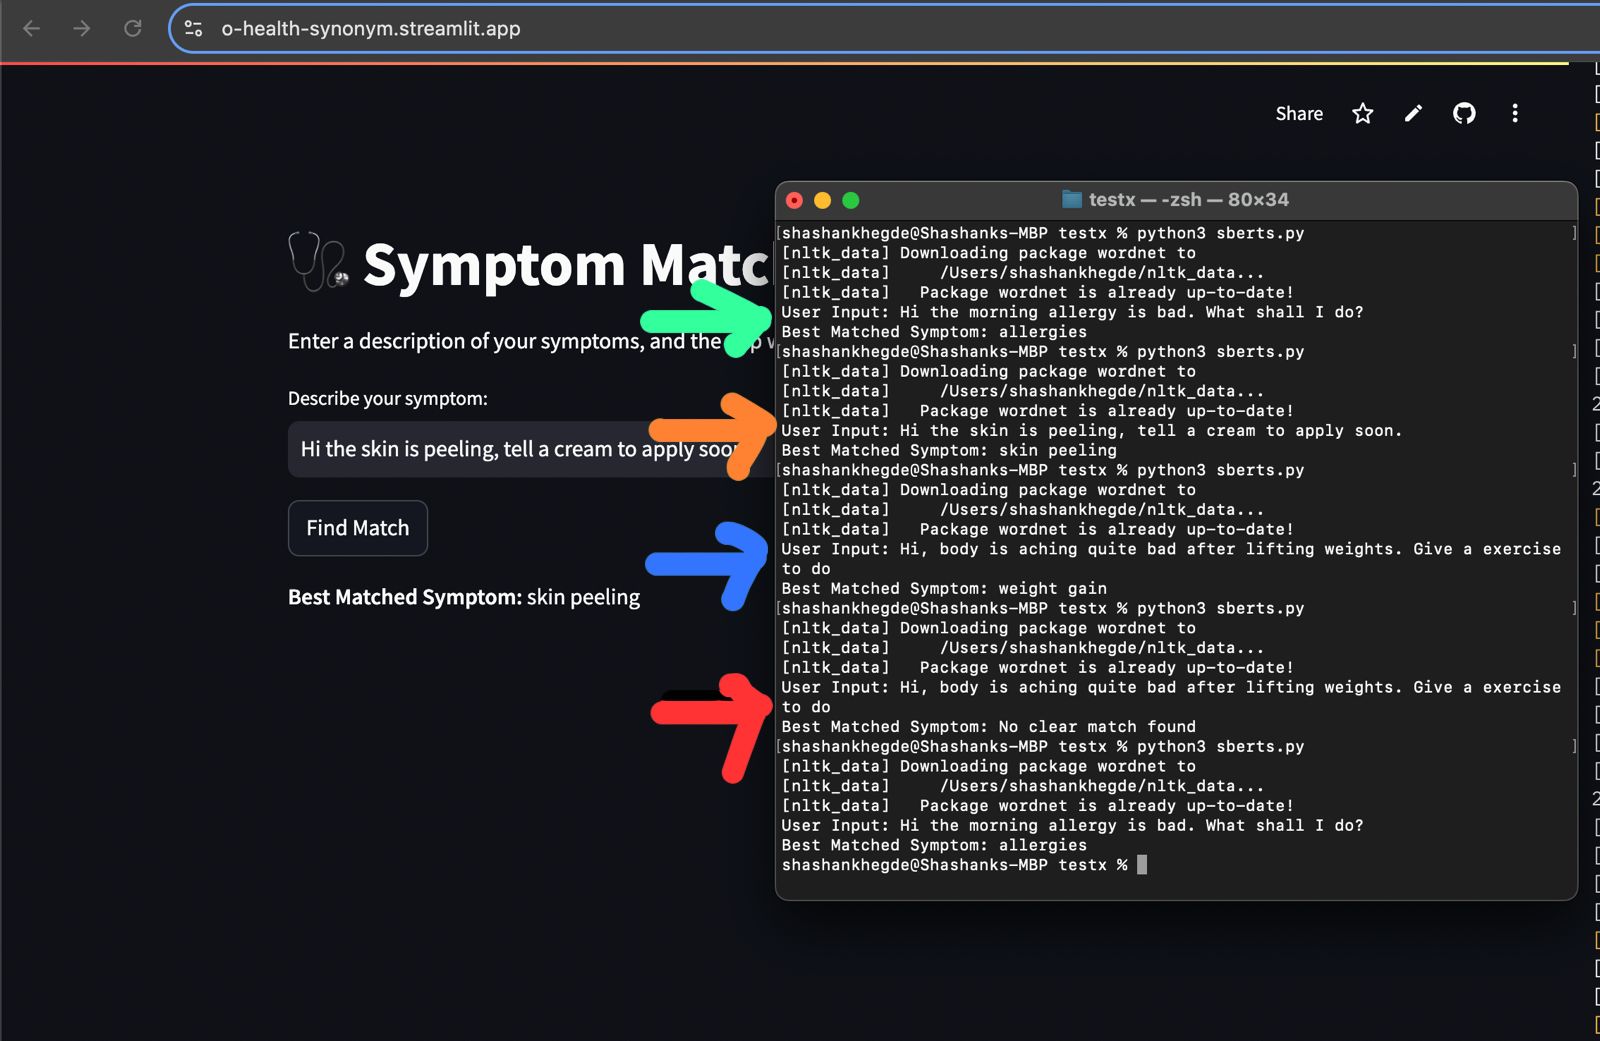 o-health-synonym.streamlit.app
Share
Symptom Matc
Enter a description of your symptoms, and the
Describe your symptom:
Hi the skin is peeling, tell a cream to apply soon
Find Match
Best Matched Symptom: skin peeling
testx — -zsh — 80×34
[shashankhegde@Shashanks-MBP testx % python3 sberts.py ]
[nltk_data] Downloading package wordnet to
[nltk_data]     /Users/shashankhegde/nltk_data...
[nltk_data]   Package wordnet is already up-to-date!
User Input: Hi the morning allergy is bad. What shall I do?
Best Matched Symptom: allergies
[shashankhegde@Shashanks-MBP testx % python3 sberts.py ]
[nltk_data] Downloading package wordnet to
[nltk_data]     /Users/shashankhegde/nltk_data...
[nltk_data]   Package wordnet is already up-to-date!
User Input: Hi the skin is peeling, tell a cream to apply soon.
Best Matched Symptom: skin peeling
[shashankhegde@Shashanks-MBP testx % python3 sberts.py ]
[nltk_data] Downloading package wordnet to
[nltk_data]     /Users/shashankhegde/nltk_data...
[nltk_data]   Package wordnet is already up-to-date!
User Input: Hi, body is aching quite bad after lifting weights. Give a exercise
to do
Best Matched Symptom: weight gain
[shashankhegde@Shashanks-MBP testx % python3 sberts.py ]
[nltk_data] Downloading package wordnet to
[nltk_data]     /Users/shashankhegde/nltk_data...
[nltk_data]   Package wordnet is already up-to-date!
User Input: Hi, body is aching quite bad after lifting weights. Give a exercise
to do
Best Matched Symptom: No clear match found
[shashankhegde@Shashanks-MBP testx % python3 sberts.py ]
[nltk_data] Downloading package wordnet to
[nltk_data]     /Users/shashankhegde/nltk_data...
[nltk_data]   Package wordnet is already up-to-date!
User Input: Hi the morning allergy is bad. What shall I do?
Best Matched Symptom: allergies
shashankhegde@Shashanks-MBP testx %